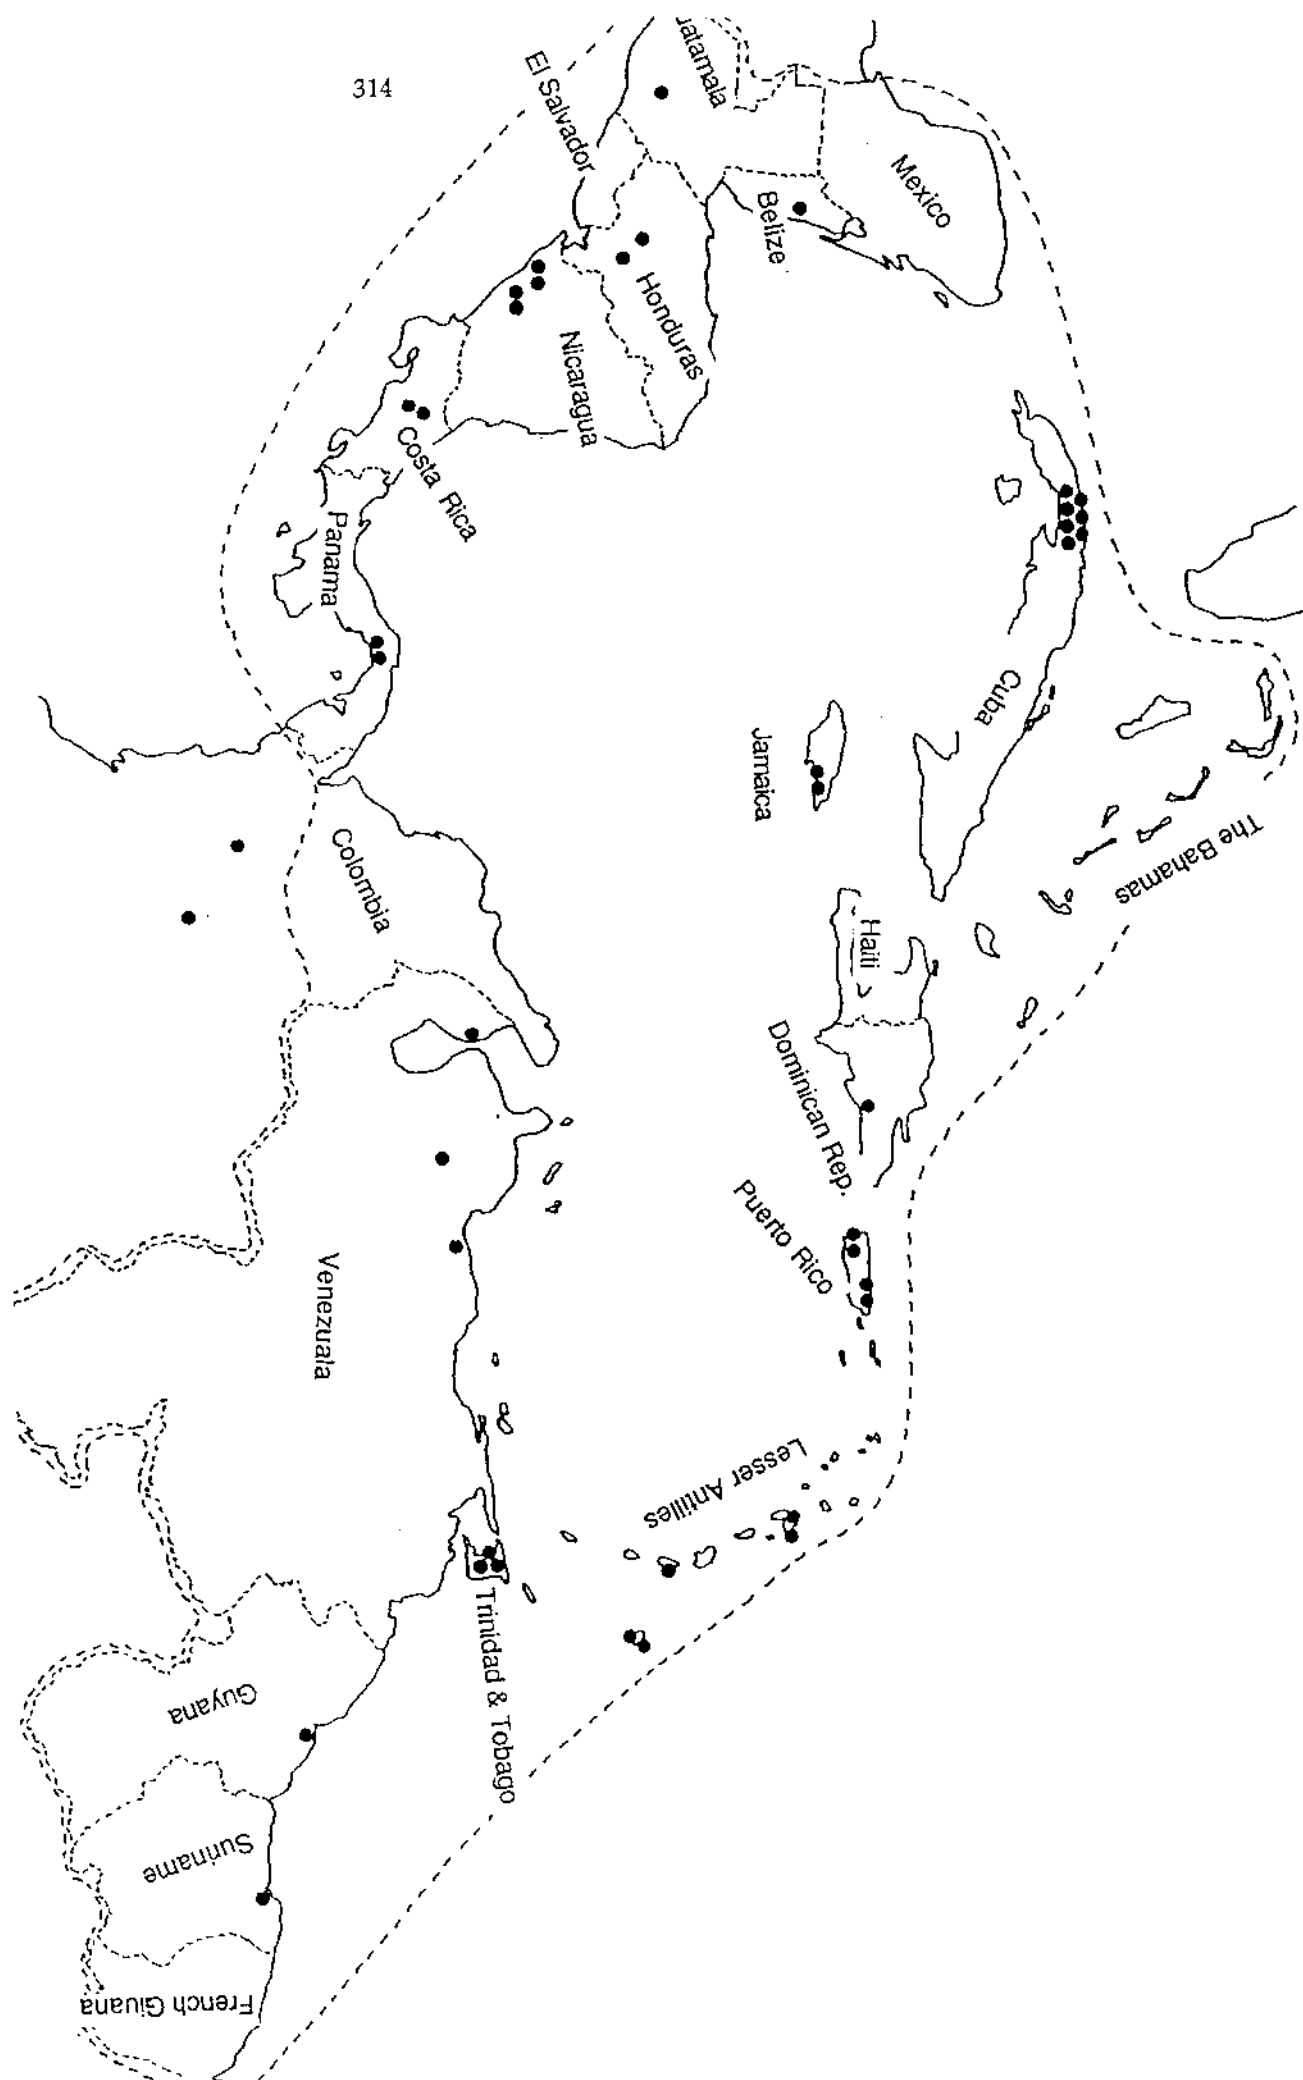 314
uatamala
El Salvador
Mexico
Belize
Honduras
Nicaragua
Costa Rica
Panama
Cuba
Jamaica
The Bahamas
Colombia
Haiti
Dominican Rep.
Puerto Rico
Venezuala
Lesser Antilles
Trinidad & Tobago
Guyana
Suriname
French Giuana